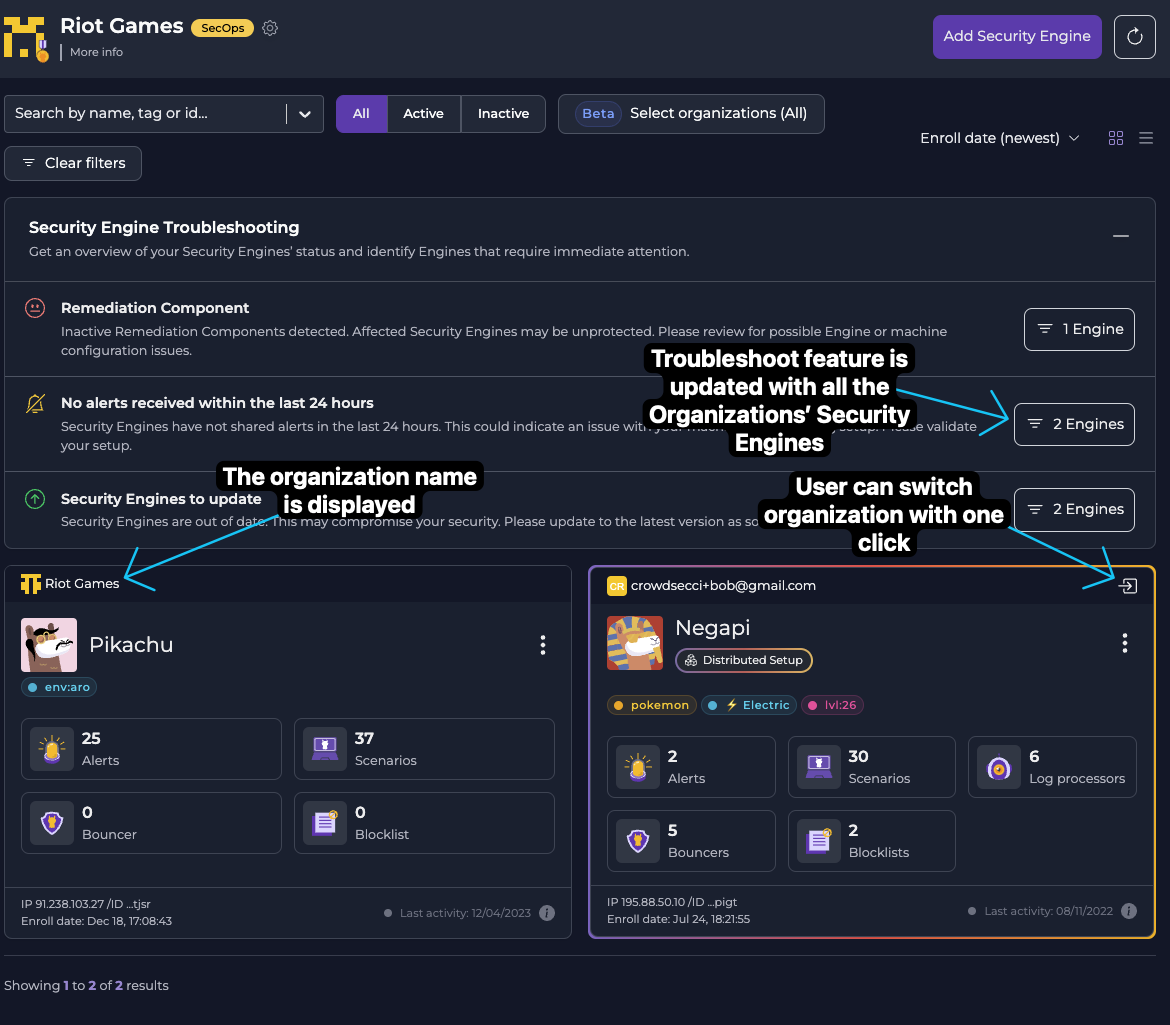 Riot Games SecOps
More info
Add Security Engine
Search by name, tag or id...
All Active Inactive
Beta Select organizations (All)
Enroll date (newest)
Clear filters
Security Engine Troubleshooting
Get an overview of your Security Engines' status and identify Engines that require immediate attention.
Remediation Component
Inactive Remediation Components detected. Affected Security Engines may be unprotected. Please review for possible Engine or machine
configuration issues.
1 Engine
Troubleshoot feature is
updated with all the
Organizations' Security
Engines
No alerts received within the last 24 hours
Security Engines have not shared alerts in the last 24 hours. This could indicate an issue with your setup. Please validate
your setup.
2 Engines
The organization name
is displayed
User can switch
organization with one
click
Security Engines to update
Security Engines are out of date. This may compromise your security. Please update to the latest version as
2 Engines
Riot Games
Pikachu
env:aro
25
Alerts
37
Scenarios
0
Bouncer
0
Blocklist
IP 91.238.103.27 /ID ...tjsr
Enroll date: Dec 18, 17:08:43
Last activity: 12/04/2023
CR crowdsecci+bob@gmail.com
Negapi
Distributed Setup
pokemon ⚡ Electric lvl:26
2
Alerts
30
Scenarios
6
Log processors
5
Bouncers
2
Blocklists
IP 195.88.50.10 /ID ...pigt
Enroll date: Jul 24, 18:21:55
Last activity: 08/11/2022
Showing 1 to 2 of 2 results